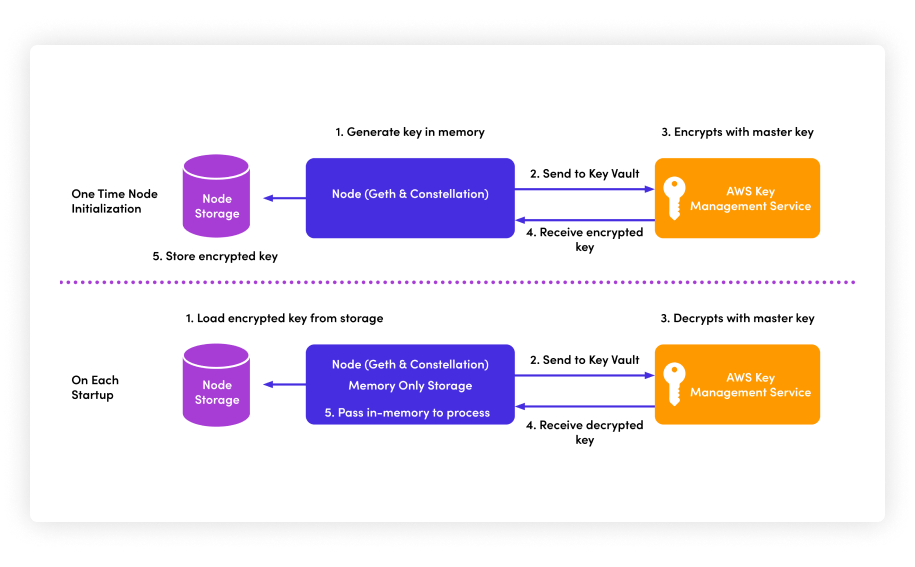 1. Generate key in memory
3. Encrypts with master key
One Time Node
Initialization
Node
Storage
Node (Geth & Constellation)
2. Send to Key Vault
AWS Key
Management Service
4. Receive encrypted
key
5. Store encrypted key
1. Load encrypted key from storage
3. Decrypts with master key
On Each
Startup
Node
Storage
Node (Geth & Constellation)
Memory Only Storage
5. Pass in-memory to process
2. Send to Key Vault
AWS Key
Management Service
4. Receive decrypted
key